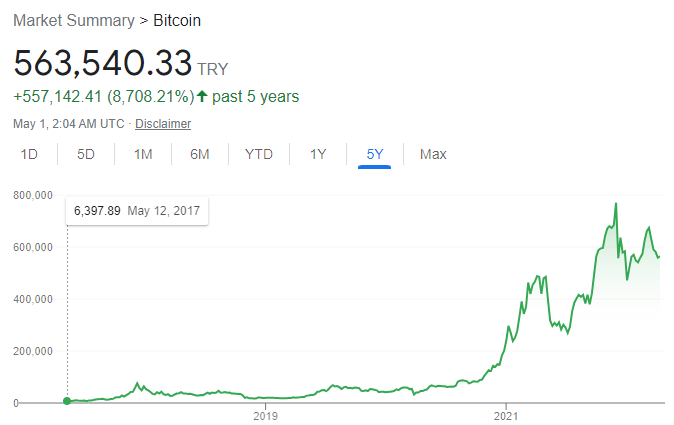 Market Summary > Bitcoin
563,540.33 TRY
+557,142.41 (8,708.21%) ↑ past 5 years
May 1, 2:04 AM UTC · Disclaimer
1D 5D 1M 6M YTD 1Y 5Y Max
800,000
6,397.89 May 12, 2017
600,000
400,000
200,000
0
2019 2021